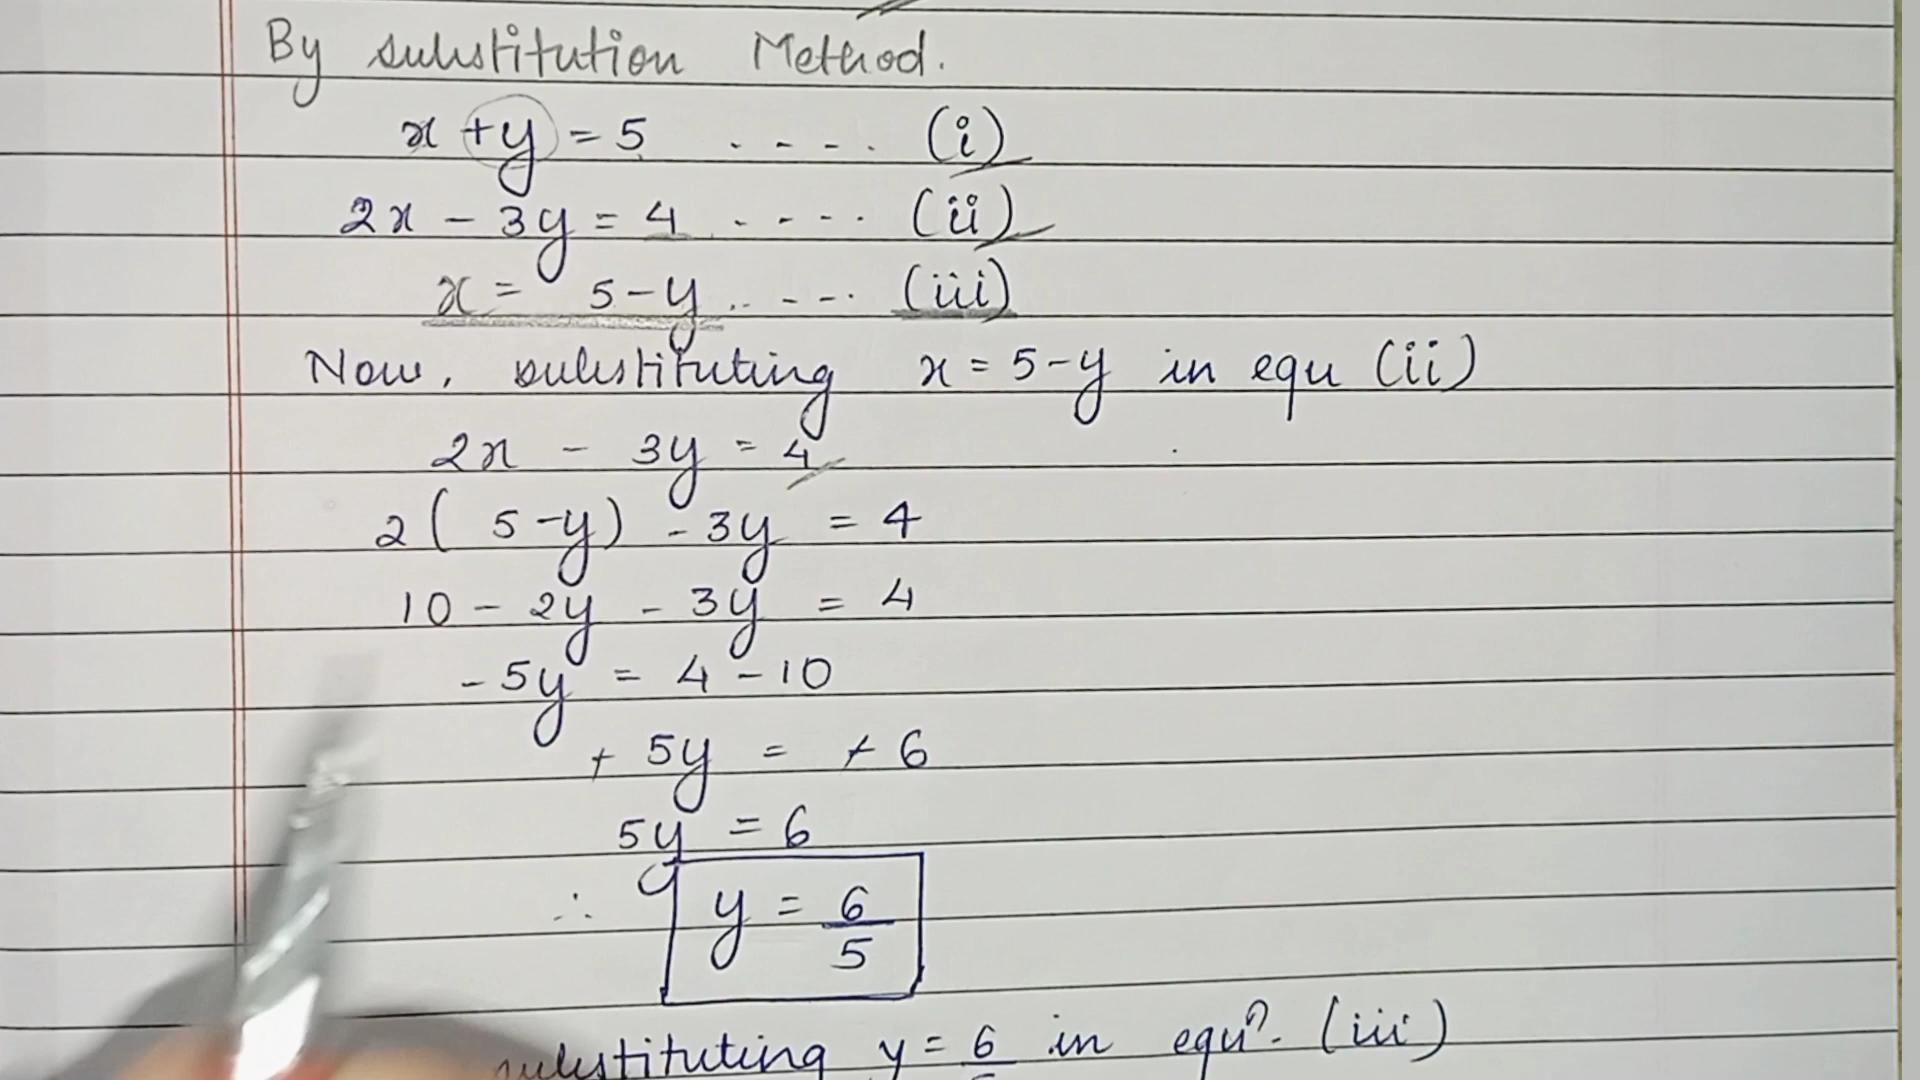 By substitution Method.
x + y = 5 ..... (i)
2x - 3y = 4 ..... (ii)
x = 5 - y ..... (iii)
Now, substituting x = 5 - y in equ (ii)
2x - 3y = 4
2 ( 5 - y ) - 3y = 4
10 - 2y - 3y = 4
- 5y = 4 - 10
+ 5y = + 6
5y = 6
∴ y = 6/5
substituting y = 6 in equⁿ. (iii)